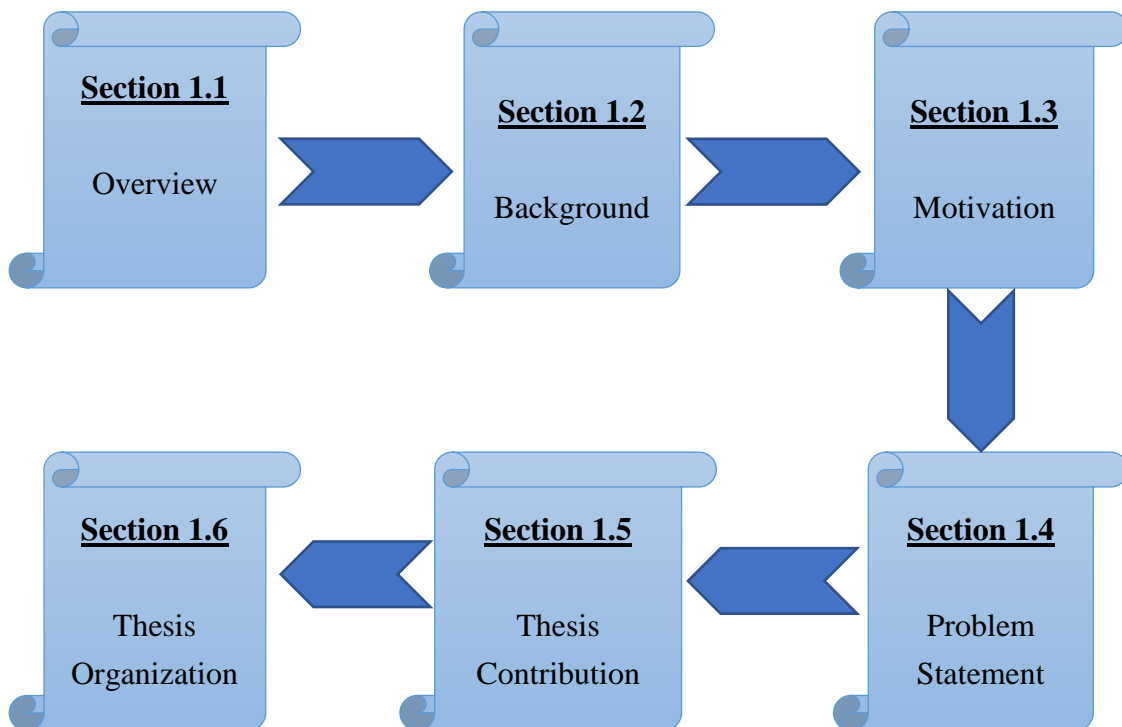 Section 1.1
Overview
Section 1.2
Background
Section 1.3
Motivation
Section 1.4
Problem
Statement
Section 1.5
Thesis
Contribution
Section 1.6
Thesis
Organization